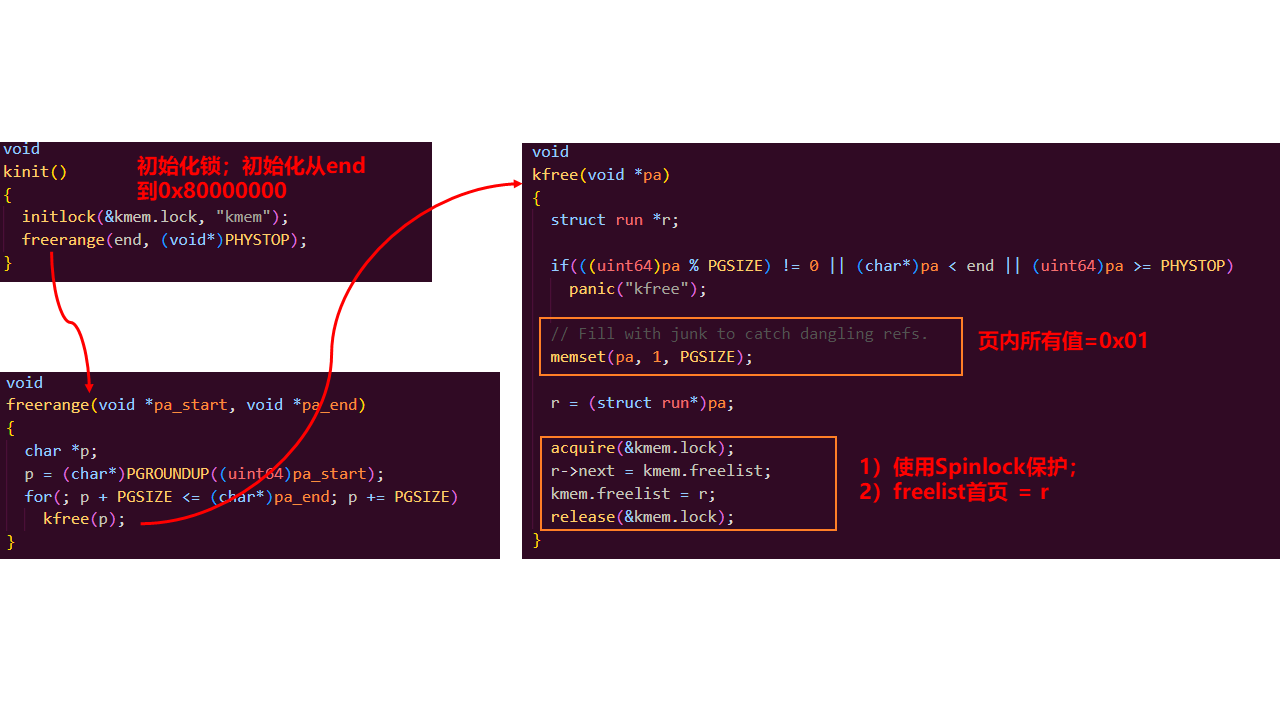 void
kinit()
{
initlock(&kmem.lock, "kmem");
freerange(end, (void*)PHYSTOP);
}
初始化锁；初始化从end
到0x80000000
void
freerange(void *pa_start, void *pa_end)
{
char *p;
p = (char*)PGROUNDUP((uint64)pa_start);
for(; p + PGSIZE <= (char*)pa_end; p += PGSIZE)
kfree(p);
}
void
kfree(void *pa)
{
struct run *r;
if(((uint64)pa % PGSIZE) != 0 || (char*)pa < end || (uint64)pa >= PHYSTOP)
panic("kfree");
// Fill with junk to catch dangling refs.
memset(pa, 1, PGSIZE);
页内所有值=0x01
r = (struct run*)pa;
acquire(&kmem.lock);
r->next = kmem.freelist;
kmem.freelist = r;
release(&kmem.lock);
}
1）使用Spinlock保护；
2）freelist首页 = r